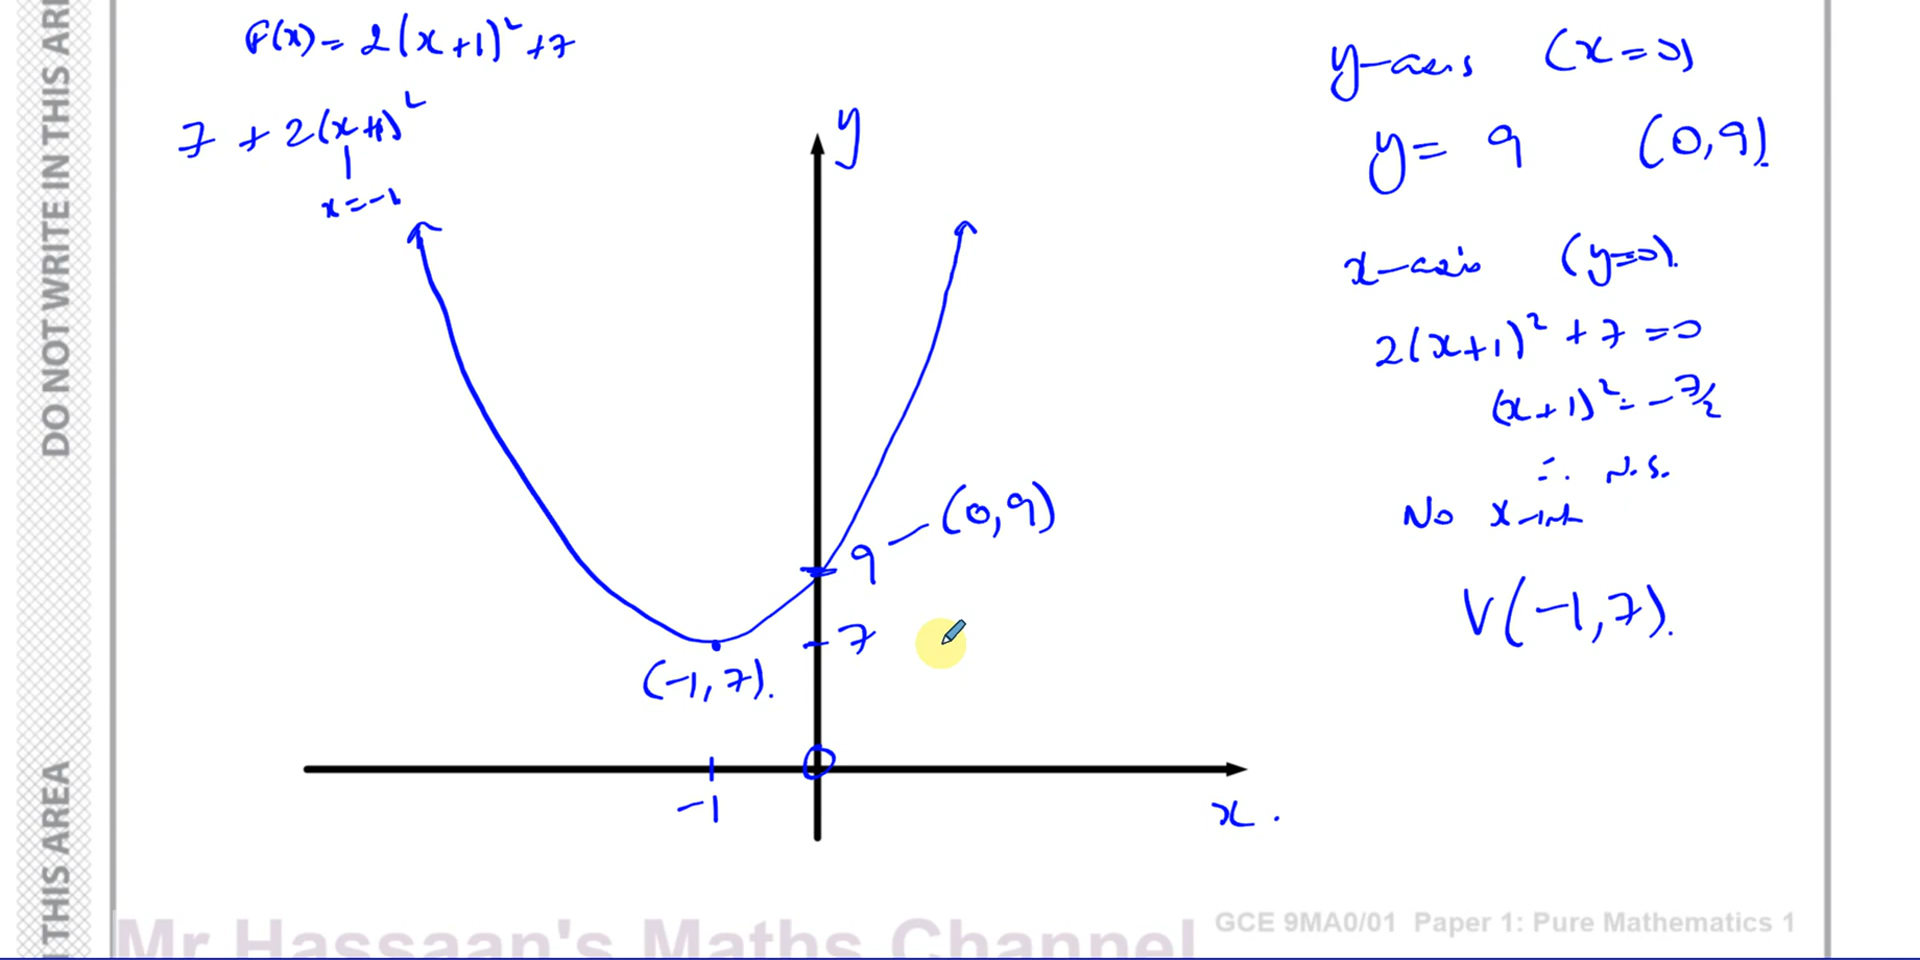 DO NOT WRITE IN THIS ARE
THIS AREA
F(x) = 2(x+1)² + 7
7 + 2(x+1)²
x = -1
y
9 — (0,9)
7
(-1, 7).
O
-1
x.
y-axis (x=0)
y = 9 (0,9).
x-axis (y=0).
2(x+1)² + 7 = 0
(x+1)² = -7/2
∴ N.S.
No x-int
V(-1, 7).
Mr Hassaan's Maths Channel
GCE 9MA0/01 Paper 1: Pure Mathematics 1